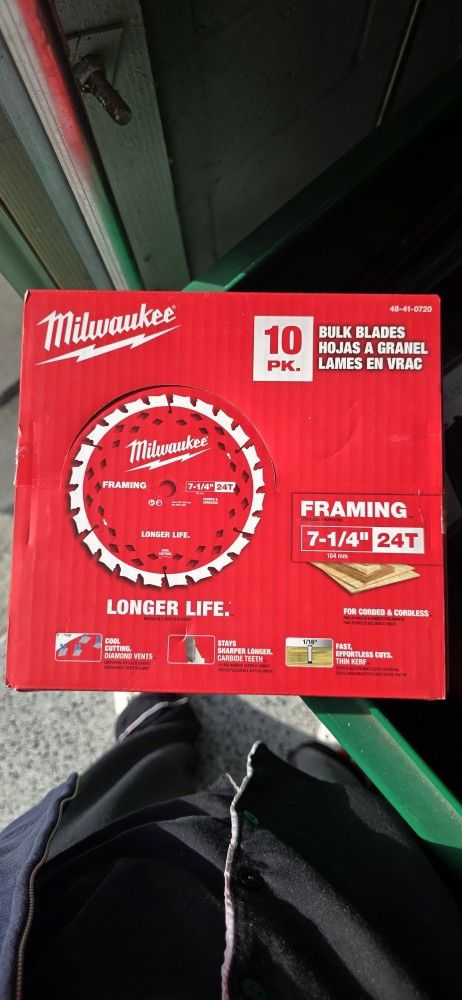 Milwaukee
48-41-0720
10
PK.
BULK BLADES
HOJAS A GRANEL
LAMES EN VRAC
Milwaukee
FRAMING
7-1/4" 24T
LONGER LIFE.
COOL
CUTTING
FRAMING
7-1/4" 24T
184 mm
LONGER LIFE.
FOR CORDED & CORDLESS
COOL
CUTTING.
DIAMOND VENTS
STAYS
SHARPER LONGER.
CARBIDE TEETH
1/16"
FAST,
EFFORTLESS CUTS.
THIN KERF